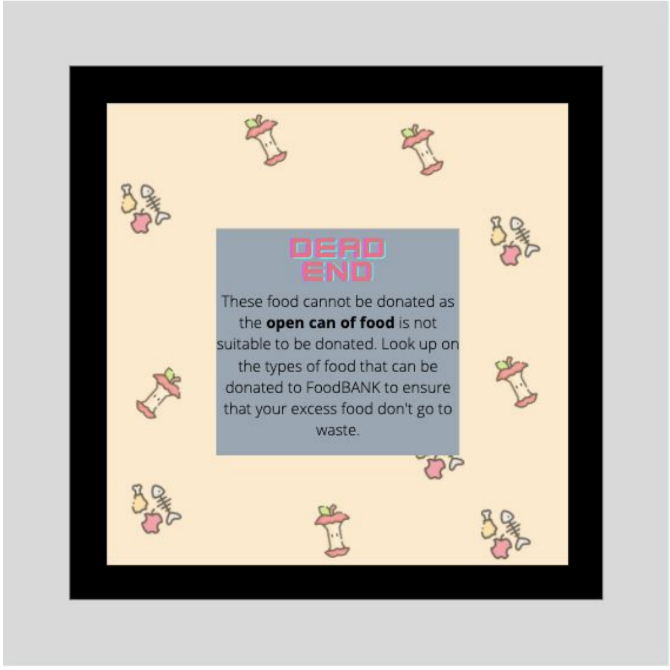 DEAD
END
These food cannot be donated as
the open can of food is not
suitable to be donated. Look up on
the types of food that can be
donated to FoodBANK to ensure
that your excess food don't go to
waste.